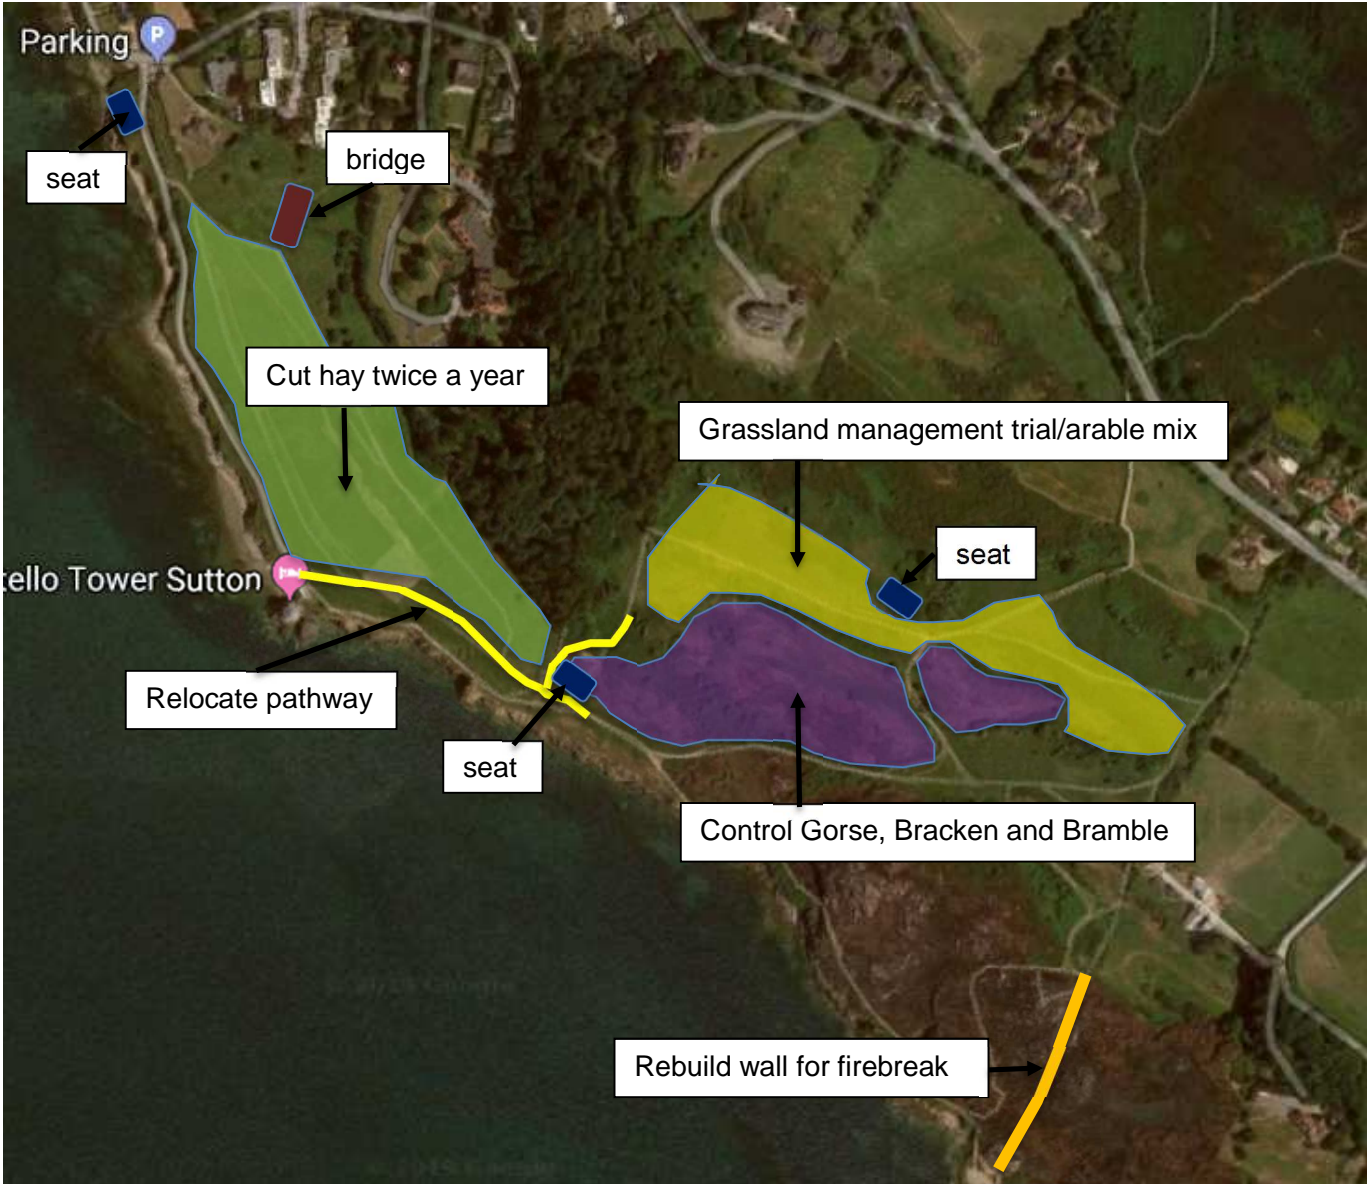 Parking
seat
bridge
Cut hay twice a year
Grassland management trial/arable mix
seat
tello Tower Sutton
Relocate pathway
seat
Control Gorse, Bracken and Bramble
Rebuild wall for firebreak